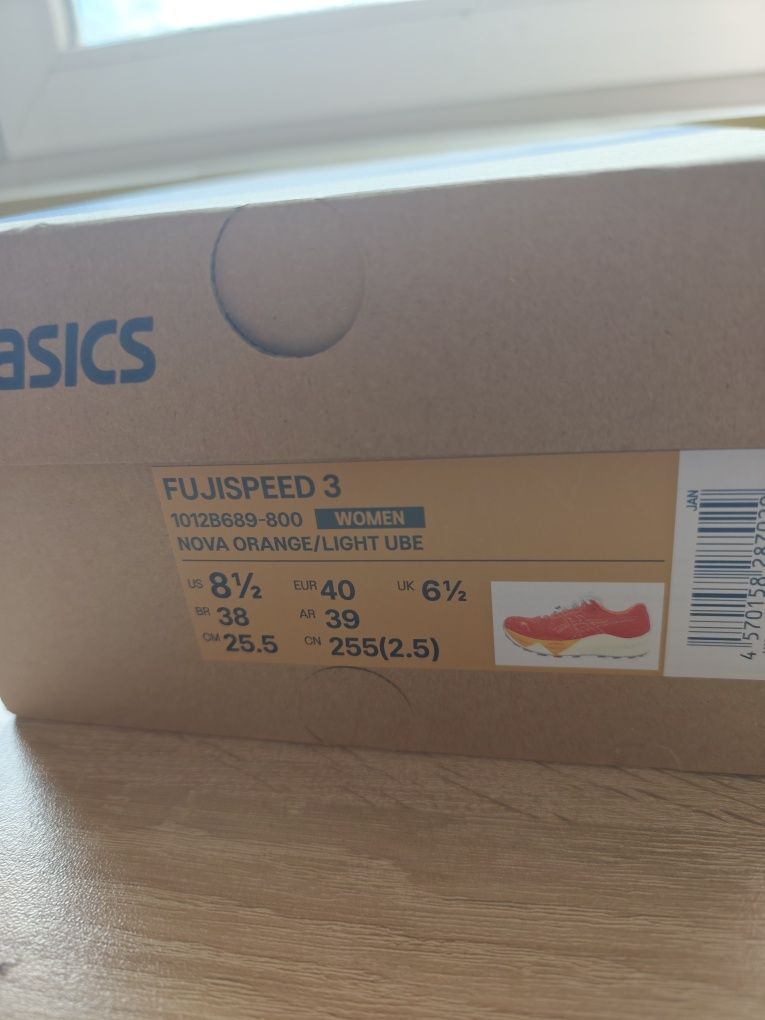 asics
FUJISPEED 3
1012B689-800 WOMEN
NOVA ORANGE/LIGHT UBE
US 8½ EUR 40 UK 6½
BR 38 AR 39
CM 25.5 CN 255(2.5)
JAN